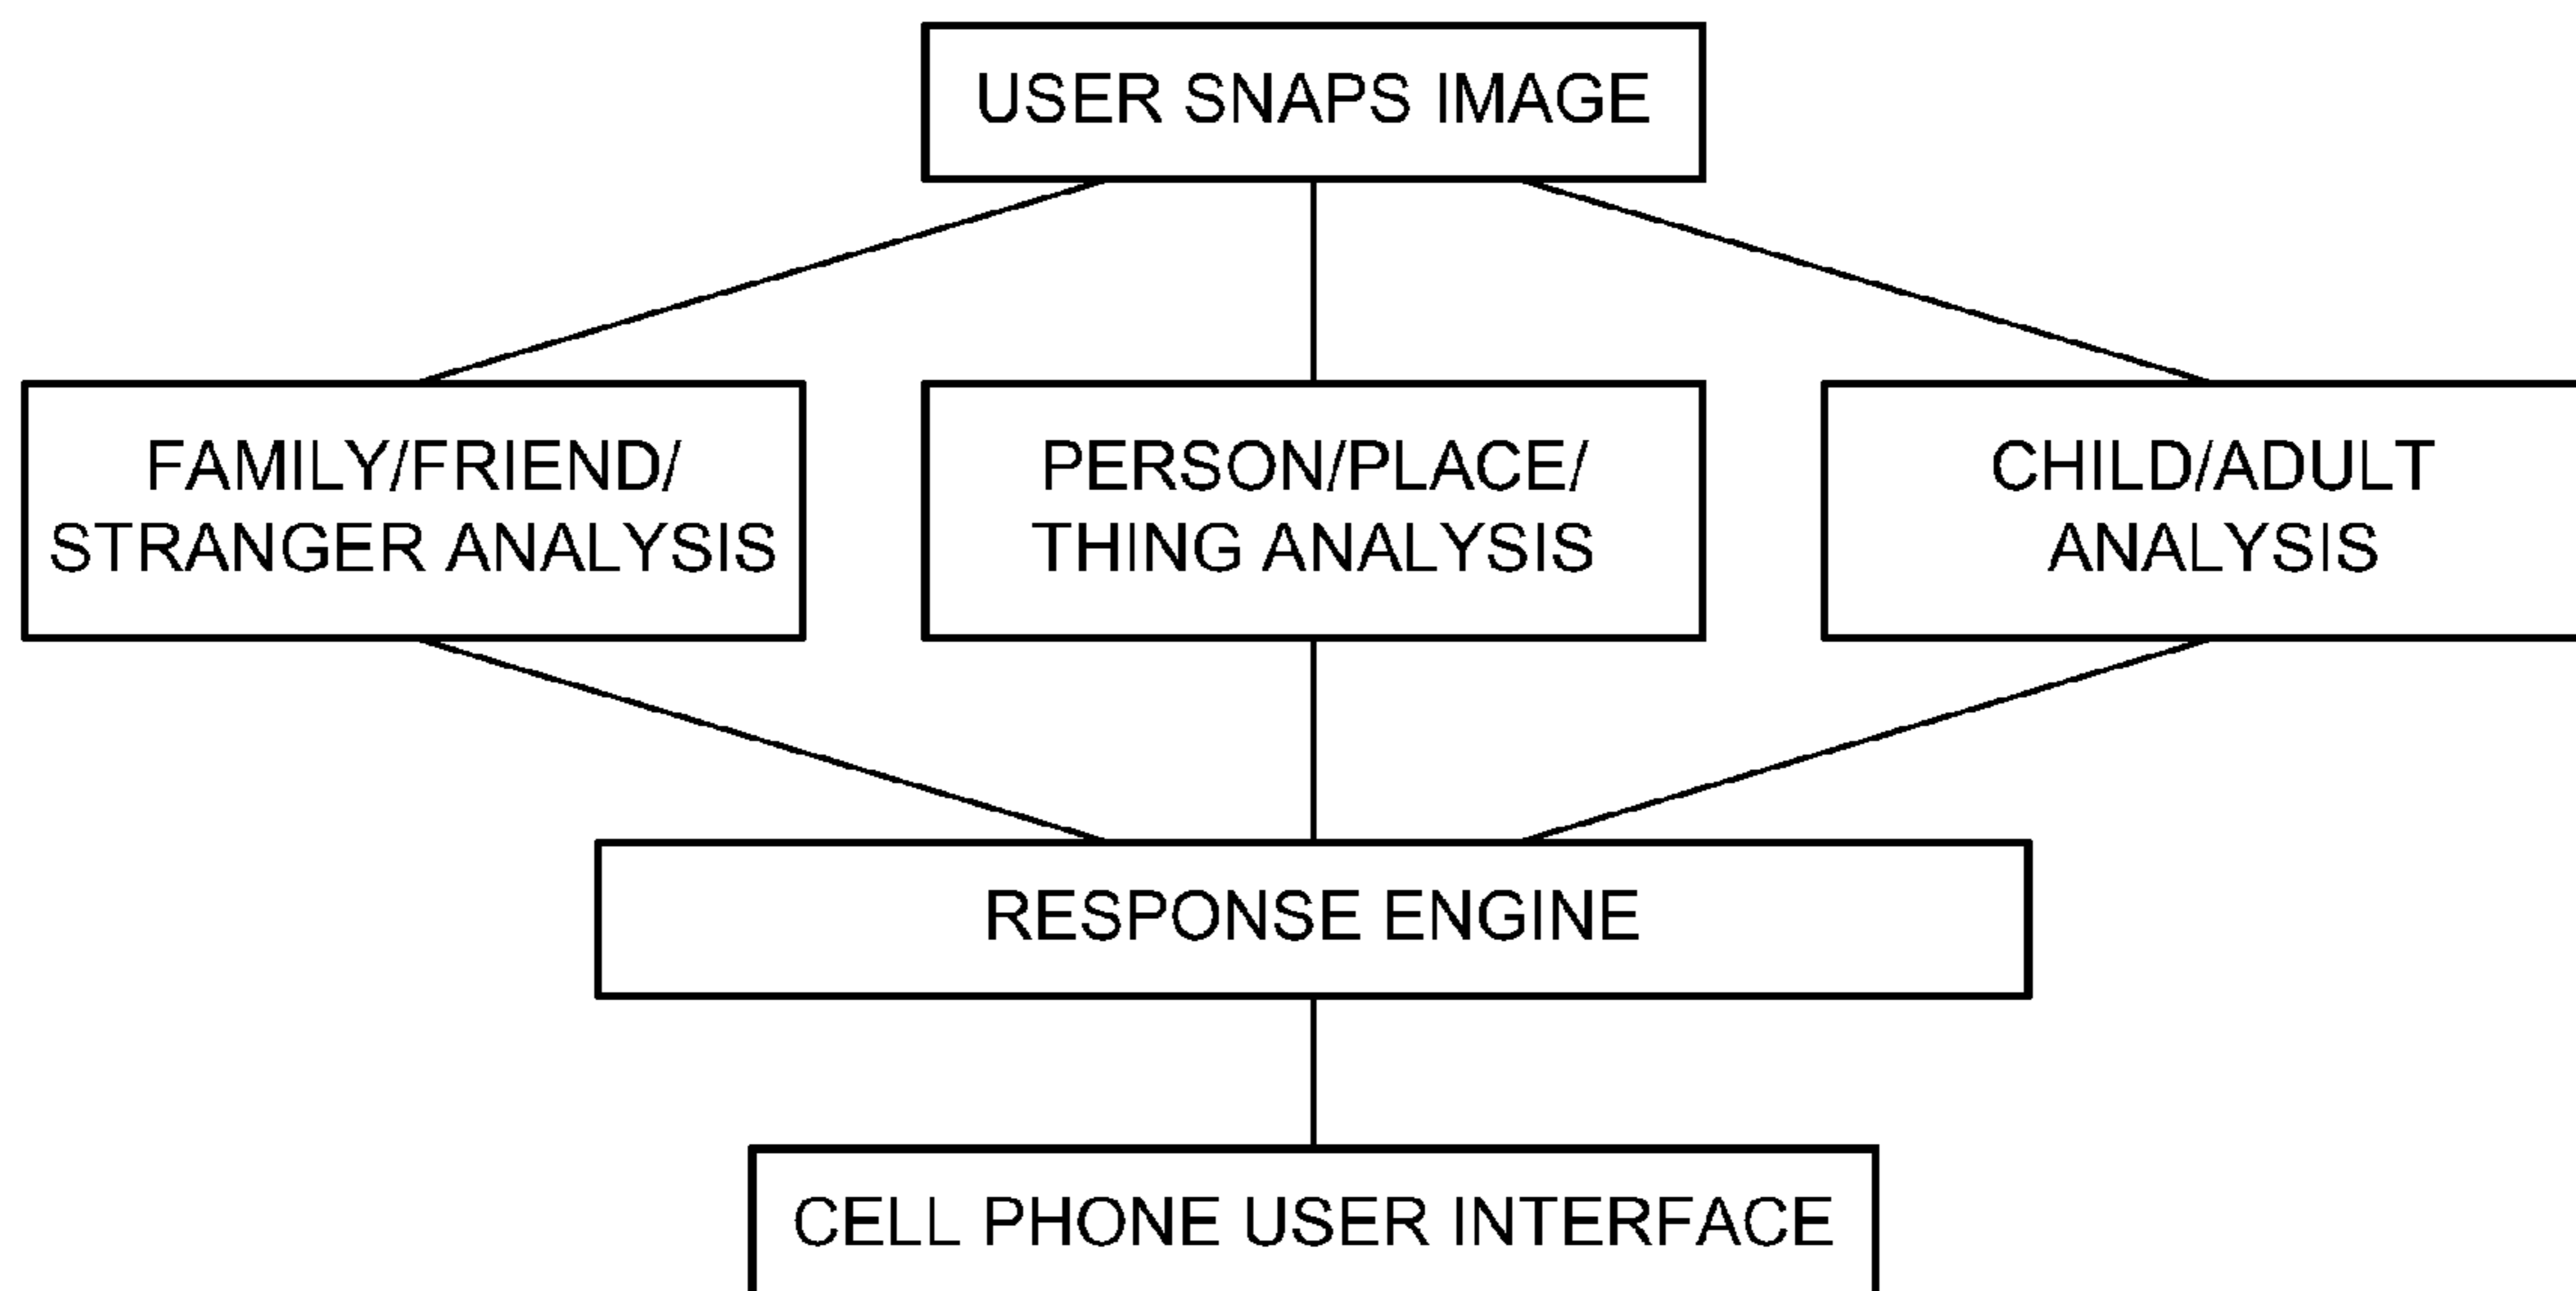 USER SNAPS IMAGE
FAMILY/FRIEND/
STRANGER ANALYSIS
PERSON/PLACE/
THING ANALYSIS
CHILD/ADULT
ANALYSIS
RESPONSE ENGINE
CELL PHONE USER INTERFACE